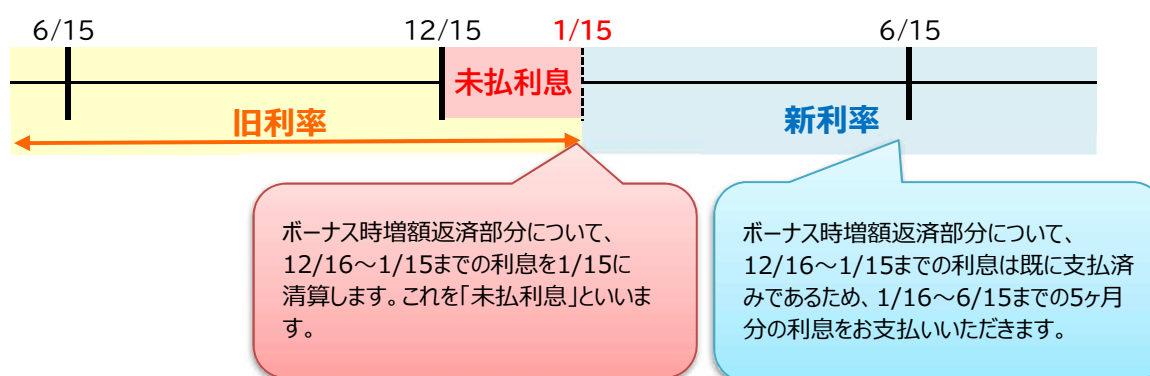 6/15 12/15 1/15 6/15
未払利息
旧利率 新利率
ボーナス時増額返済部分について、
12/16～1/15までの利息を1/15に
清算します。これを「未払利息」といいま
す。
ボーナス時増額返済部分について、
12/16～1/15までの利息は既に支払済
みであるため、1/16～6/15までの5ヶ月
分の利息をお支払いいただきます。